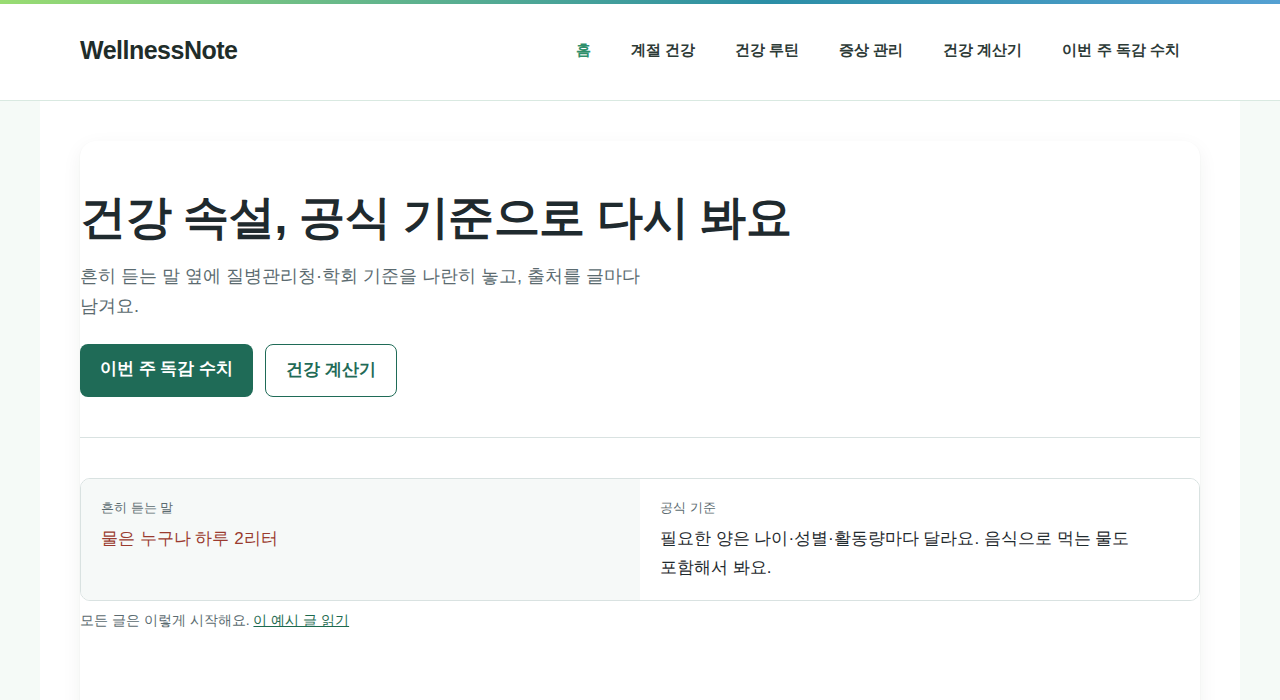 WellnessNote
홈
계절 건강
건강 루틴
증상 관리
건강 계산기
이번 주 독감 수치
건강 속설, 공식 기준으로 다시 봐요
흔히 듣는 말 옆에 질병관리청·학회 기준을 나란히 놓고, 출처를 글마다
남겨요.
이번 주 독감 수치
건강 계산기
흔히 듣는 말
물은 누구나 하루 2리터
공식 기준
필요한 양은 나이·성별·활동량마다 달라요. 음식으로 먹는 물도
포함해서 봐요.
모든 글은 이렇게 시작해요. 이 예시 글 읽기